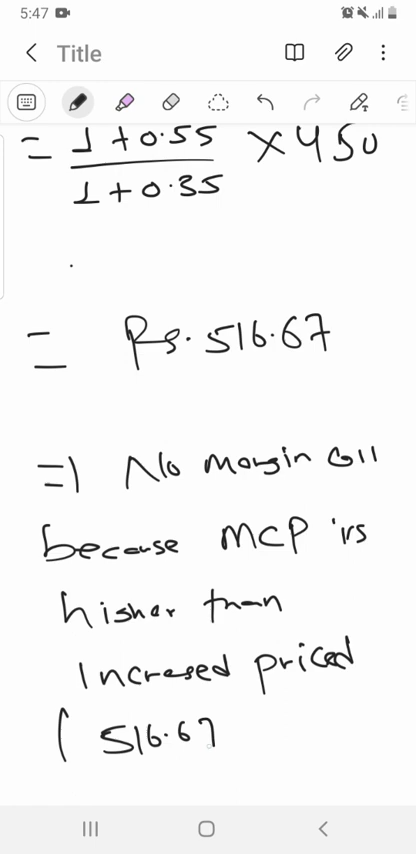 5:47
Title
= 1+0.55 × 450
1+0.35
= Rs. 516.67
=) No margin call
because MCP is
higher than
Incresed priced
( 516.67